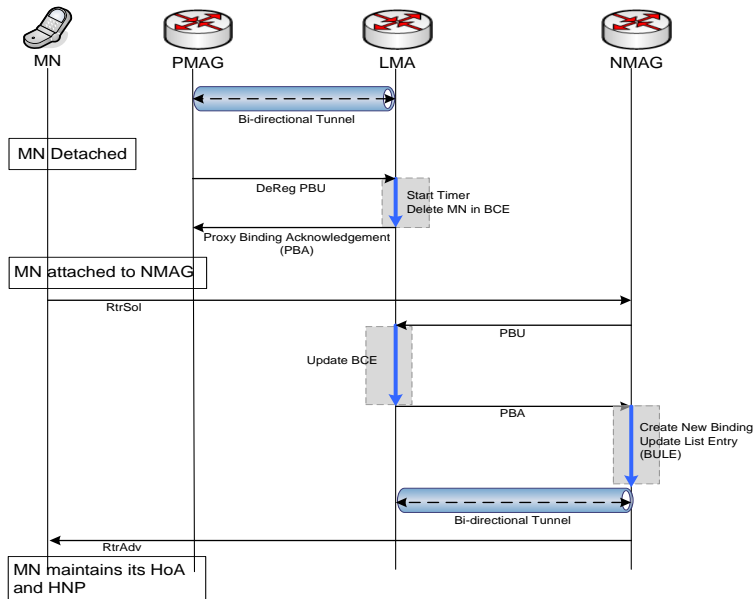 MN
PMAG
LMA
NMAG
Bi-directional Tunnel
MN Detached
DeReg PBU
Start Timer
Delete MN in BCE
Proxy Binding Acknowledgement
(PBA)
MN attached to NMAG
RtrSol
PBU
Update BCE
PBA
Create New Binding
Update List Entry
(BULE)
Bi-directional Tunnel
RtrAdv
MN maintains its HoA
and HNP